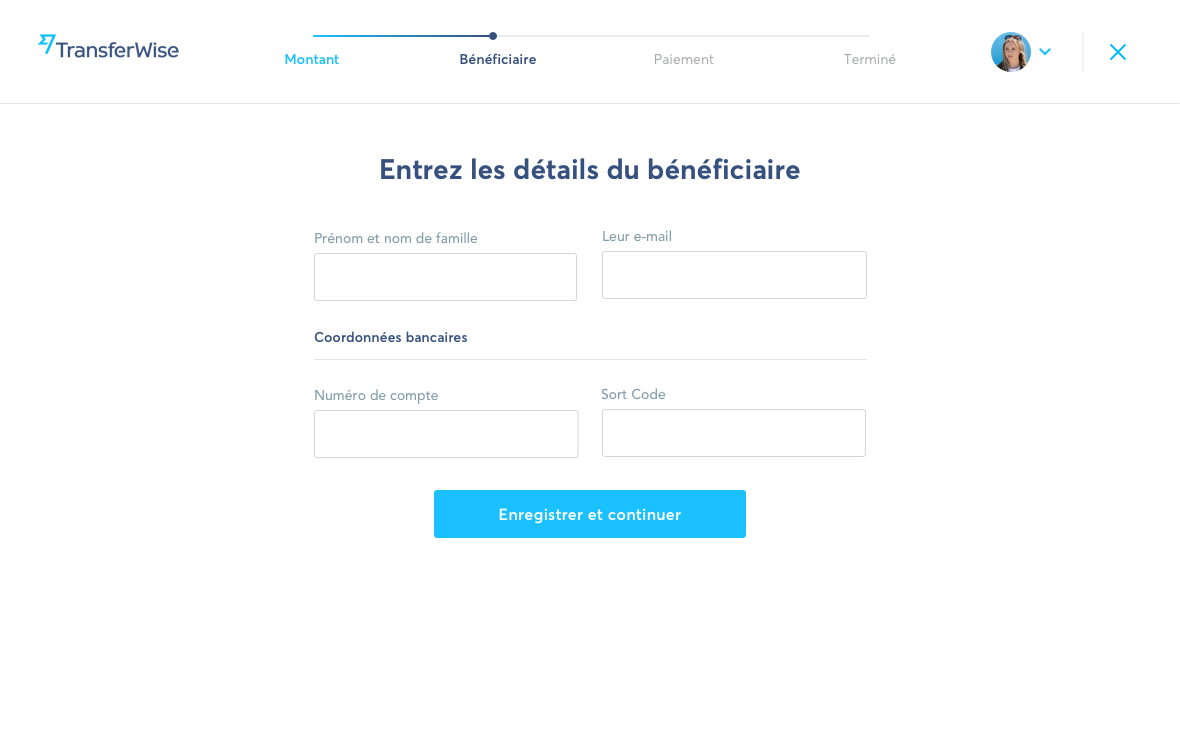 TransferWise
Montant
Bénéficiaire
Paiement
Terminé
Entrez les détails du bénéficiaire
Prénom et nom de famille
Leur e-mail
Coordonnées bancaires
Numéro de compte
Sort Code
Enregistrer et continuer